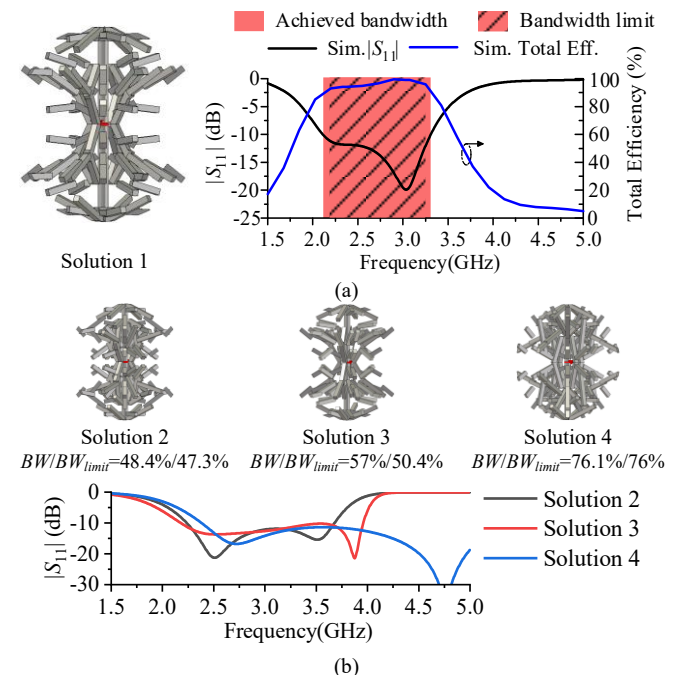 (a)
Achieved bandwidth
Bandwidth limit
Sim.|S11|
Sim. Total Eff.
0
-5
-10
-15
-20
-25
|S11| (dB)
100
80
60
40
20
0
Total Efficiency (%)
1.5 2.0 2.5 3.0 3.5 4.0 4.5 5.0
Frequency(GHz)
Solution 1
(a)
Solution 2
BW/BWlimit=48.4%/47.3%
Solution 3
BW/BWlimit=57%/50.4%
Solution 4
BW/BWlimit=76.1%/76%
0
-10
-20
-30
|S11| (dB)
1.5 2.0 2.5 3.0 3.5 4.0 4.5 5.0
Frequency(GHz)
Solution 2
Solution 3
Solution 4
(b)